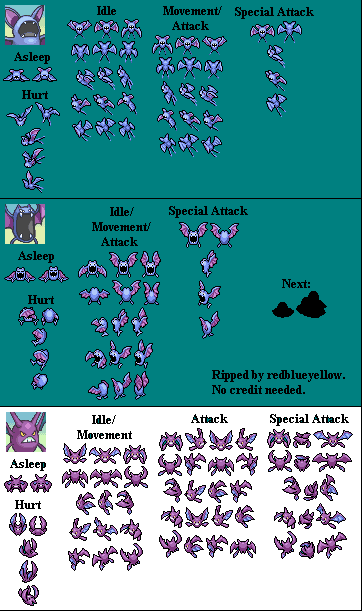 Idle
Movement/
Attack
Special Attack
Asleep
Hurt
Idle/
Movement/
Attack
Special Attack
Asleep
Hurt
Next:
Ripped by redblueyellow.
No credit needed.
Idle/
Movement
Attack
Special Attack
Asleep
Hurt